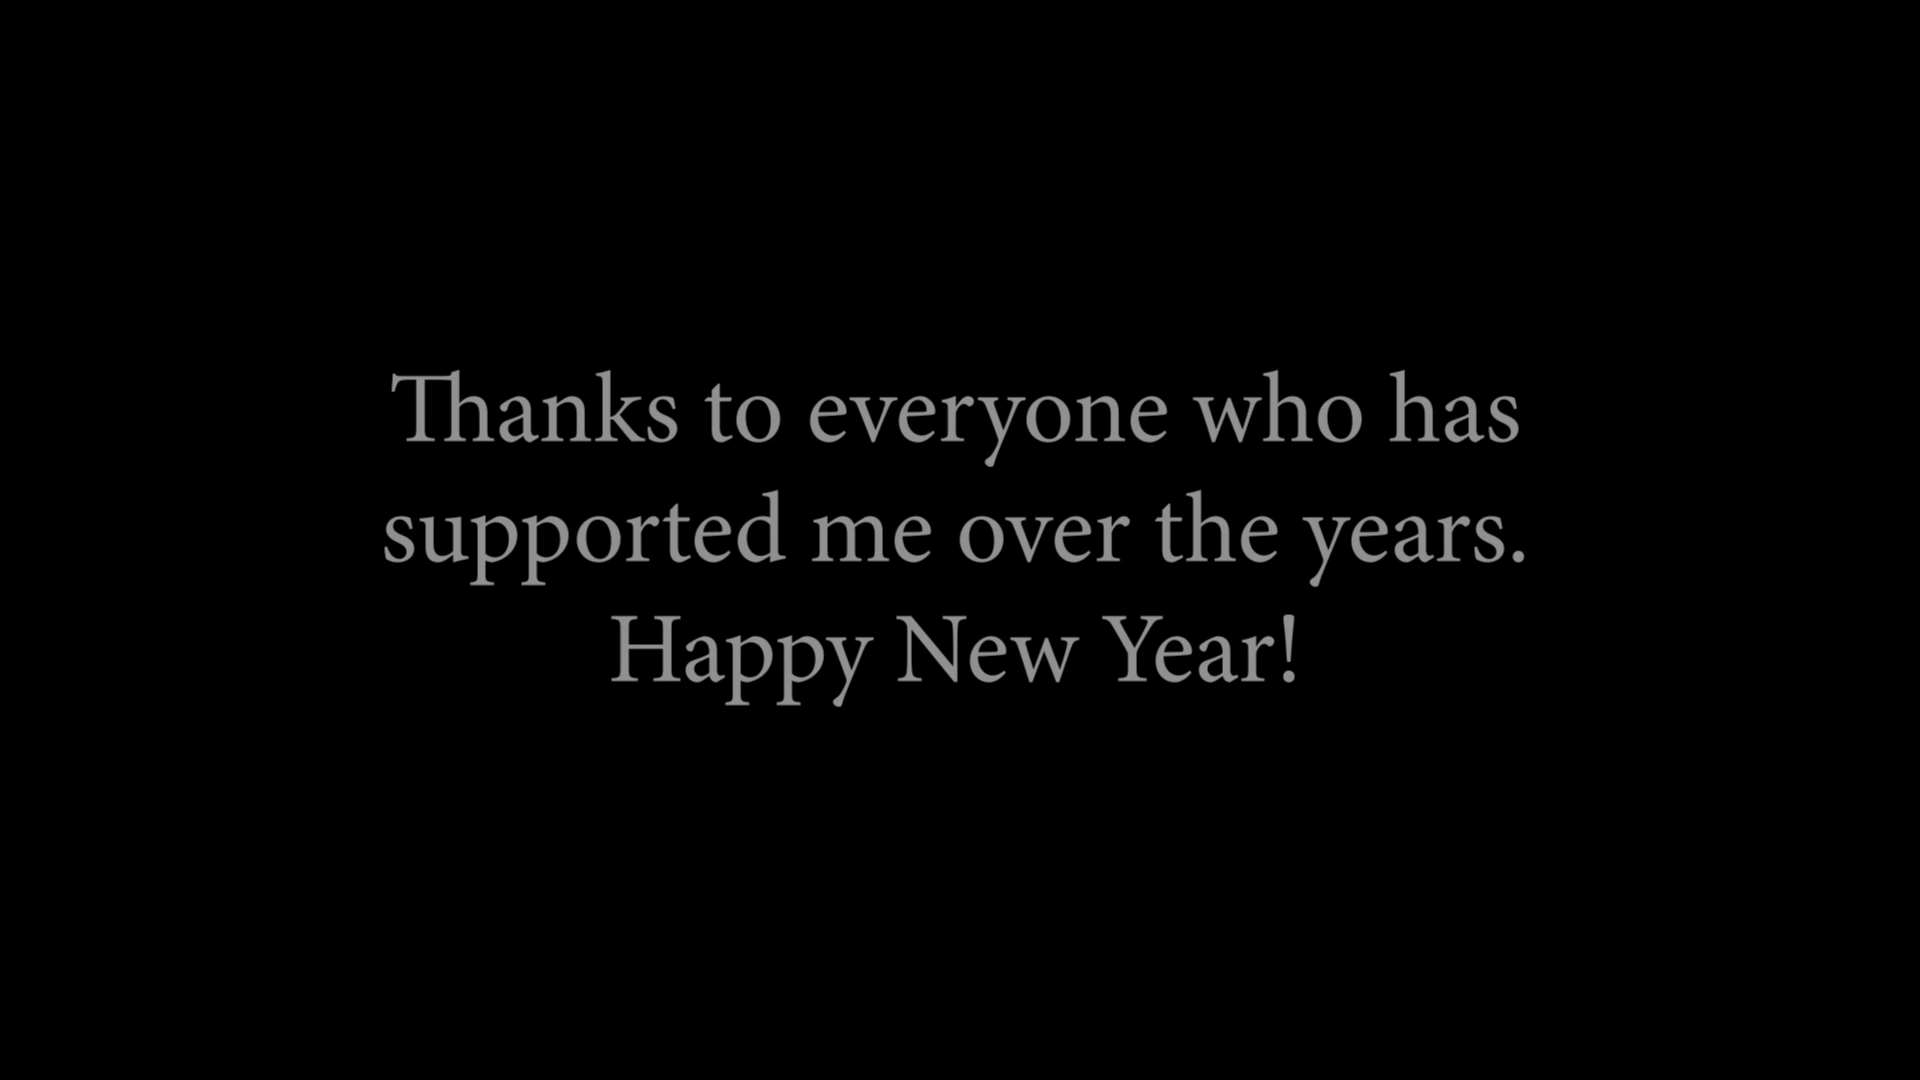 Thanks to everyone who has
supported me over the years.
Happy New Year!